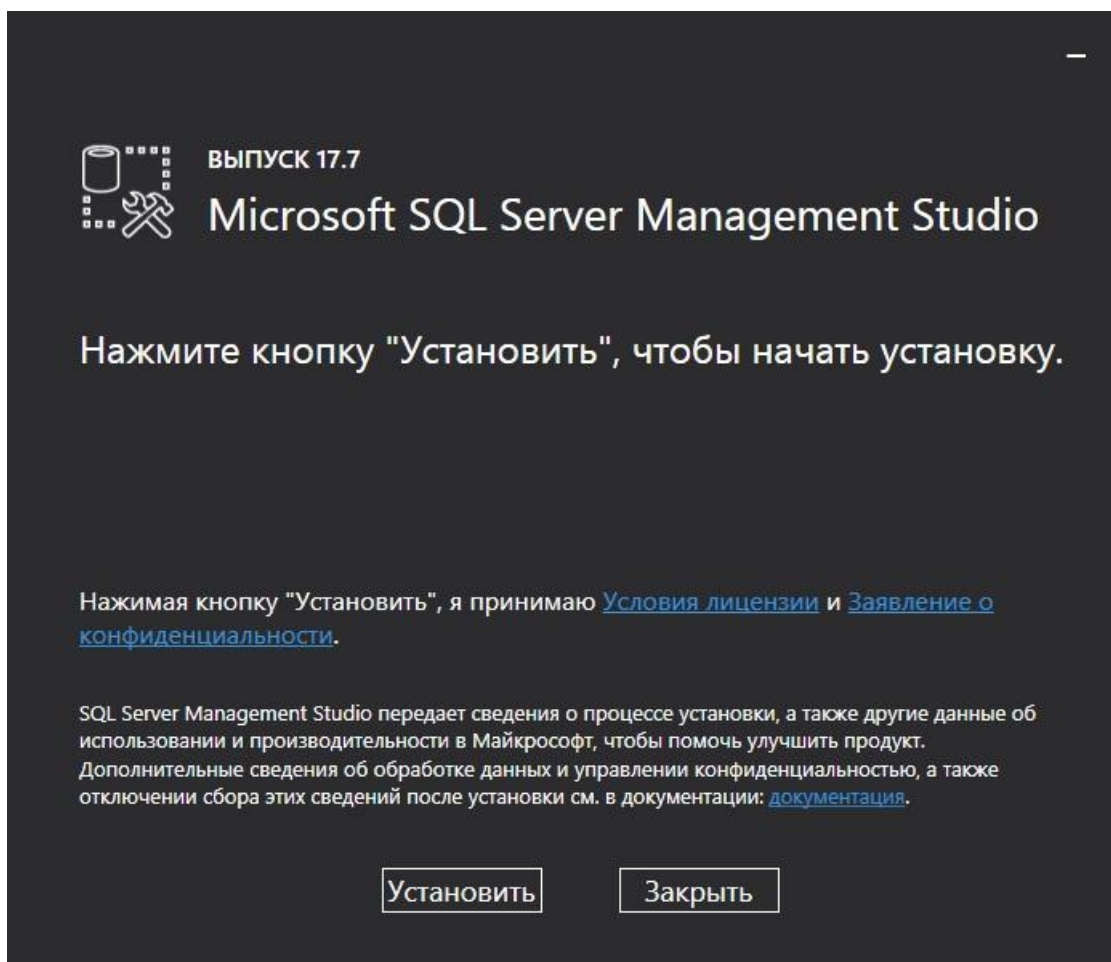 ВЫПУСК 17.7
Microsoft SQL Server Management Studio
Нажмите кнопку "Установить", чтобы начать установку.
Нажимая кнопку "Установить", я принимаю Условия лицензии и Заявление о
конфиденциальности.
SQL Server Management Studio передает сведения о процессе установки, а также другие данные об
использовании и производительности в Майкрософт, чтобы помочь улучшить продукт.
Дополнительные сведения об обработке данных и управлении конфиденциальностью, а также
отключении сбора этих сведений после установки см. в документации: документация.
Установить Закрыть